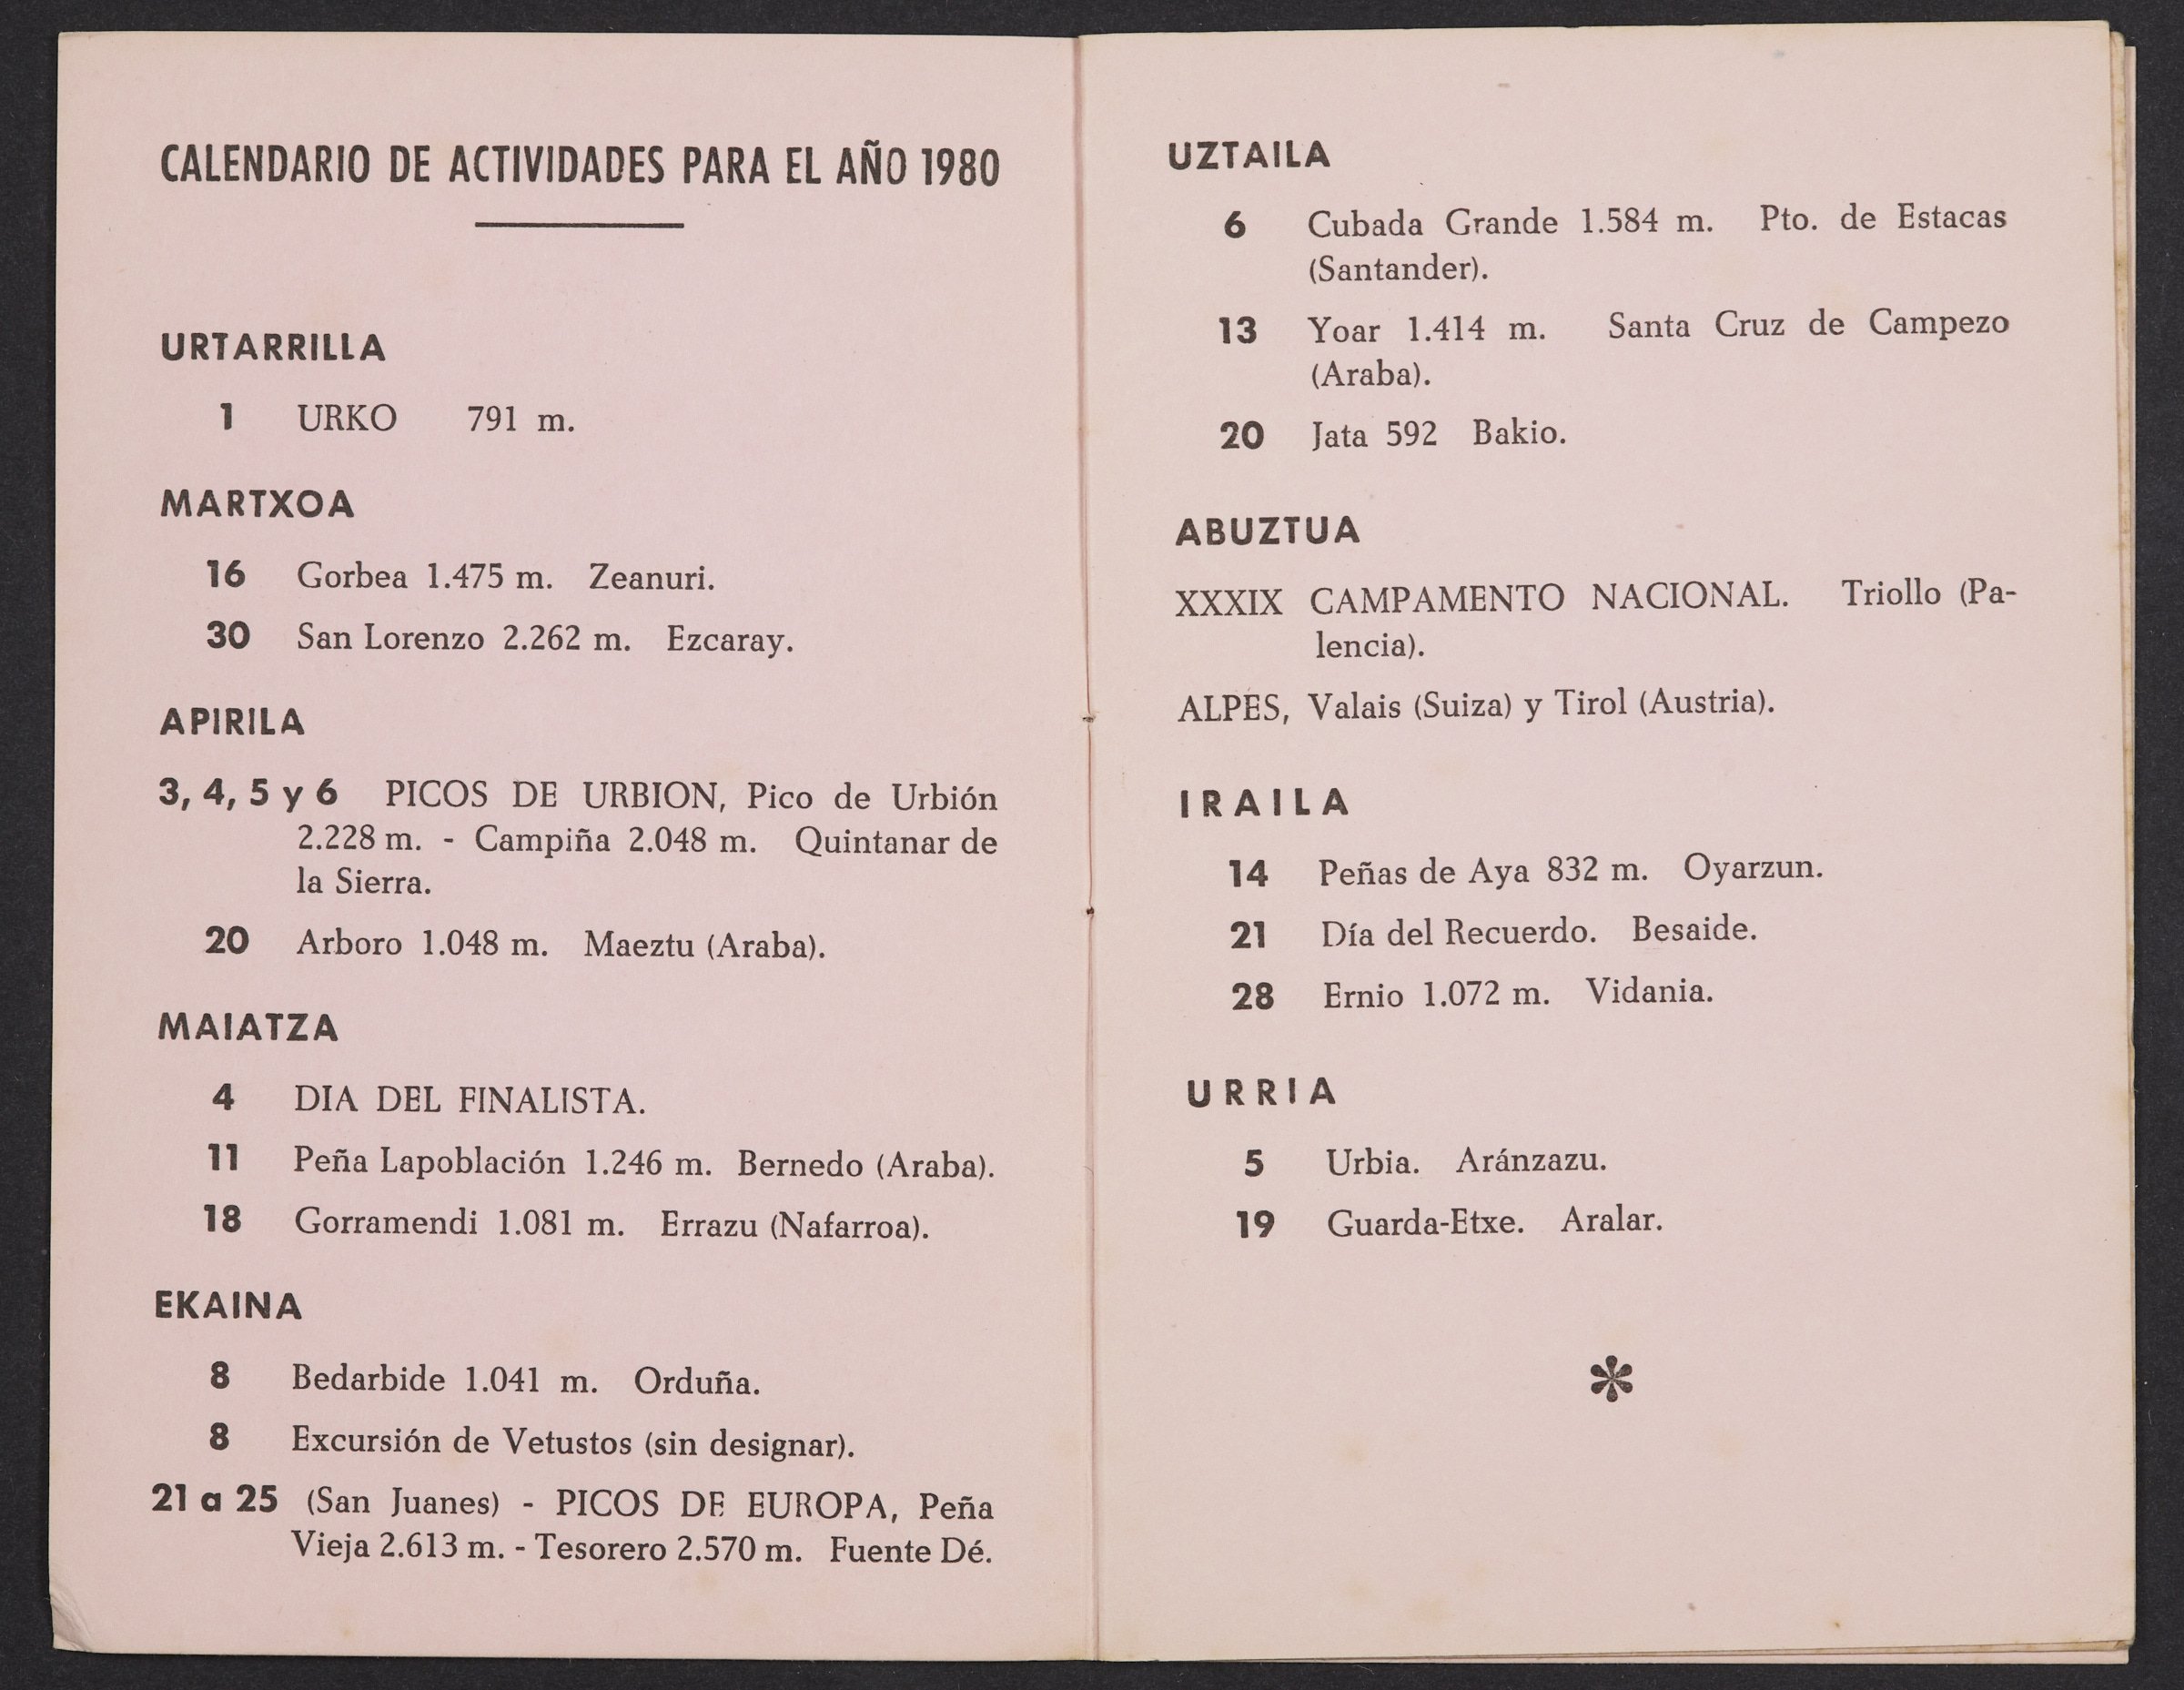 CALENDARIO DE ACTIVIDADES PARA EL AÑO 1980
URTARRILLA
1 URKO 791 m.
MARTXOA
16 Gorbea 1.475 m. Zeanuri.
30 San Lorenzo 2.262 m. Ezcaray.
APIRILA
3, 4, 5 y 6 PICOS DE URBION, Pico de Urbión
2.228 m. - Campiña 2.048 m. Quintanar de
la Sierra.
20 Arboro 1.048 m. Maeztu (Araba).
MAIATZA
4 DIA DEL FINALISTA.
11 Peña Lapoblación 1.246 m. Bernedo (Araba).
18 Gorramendi 1.081 m. Errazu (Nafarroa).
EKAINA
8 Bedarbide 1.041 m. Orduña.
8 Excursión de Vetustos (sin designar).
21 a 25 (San Juanes) - PICOS DE EUROPA, Peña
Vieja 2.613 m. - Tesorero 2.570 m. Fuente Dé.
UZTAILA
6 Cubada Grande 1.584 m. Pto. de Estacas
(Santander).
13 Yoar 1.414 m. Santa Cruz de Campezo
(Araba).
20 Jata 592 Bakio.
ABUZTUA
XXXIX CAMPAMENTO NACIONAL. Triollo (Pa-
lencia).
ALPES, Valais (Suiza) y Tirol (Austria).
IRAILA
14 Peñas de Aya 832 m. Oyarzun.
21 Día del Recuerdo. Besaide.
28 Ernio 1.072 m. Vidania.
URRIA
5 Urbia. Aránzazu.
19 Guarda-Etxe. Aralar.